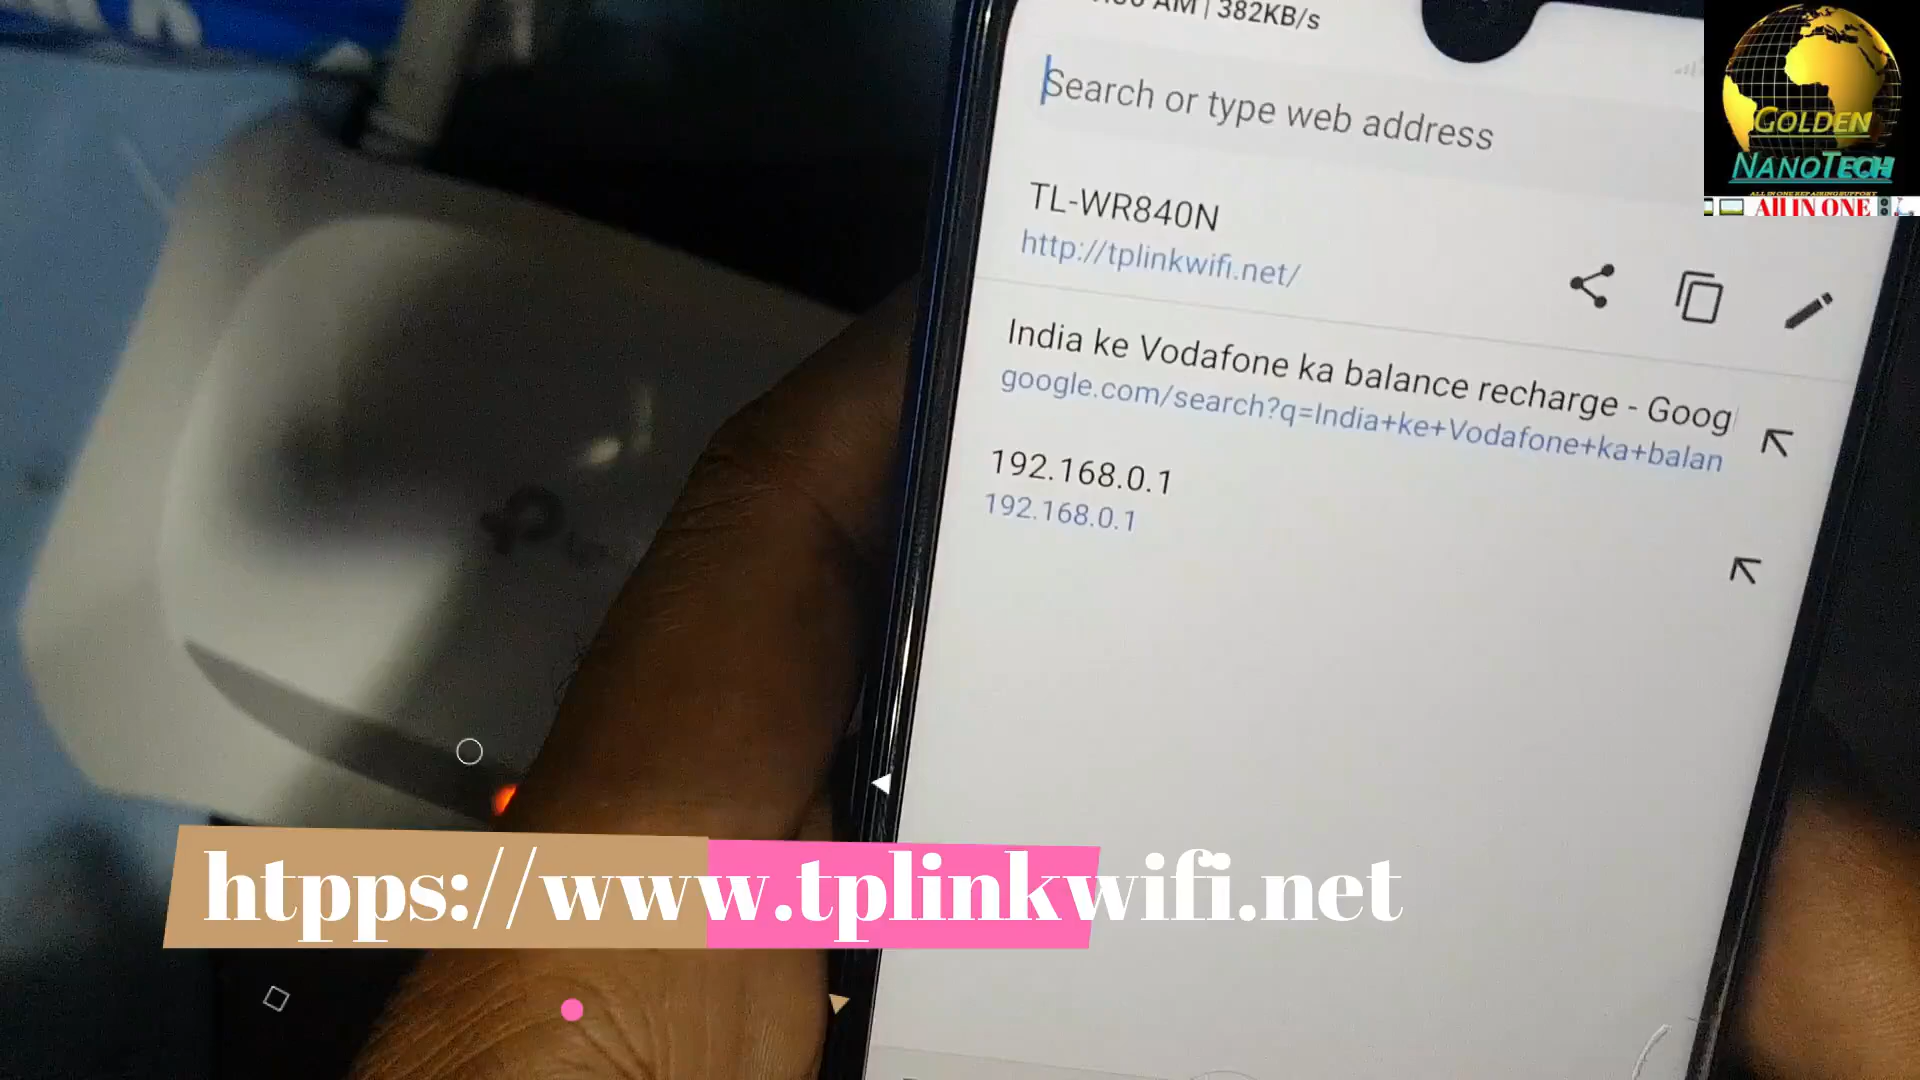 382KB/s
Search or type web address
TL-WR840N
http://tplinkwifi.net/
India ke Vodafone ka balance recharge - Goog
google.com/search?q=India+ke+Vodafone+ka+balan
192.168.0.1
192.168.0.1
GOLDEN
NANOTECH
ALL IN ONE REPAIRING SUPPORT
All IN ONE
htpps://www.tplinkwifi.net